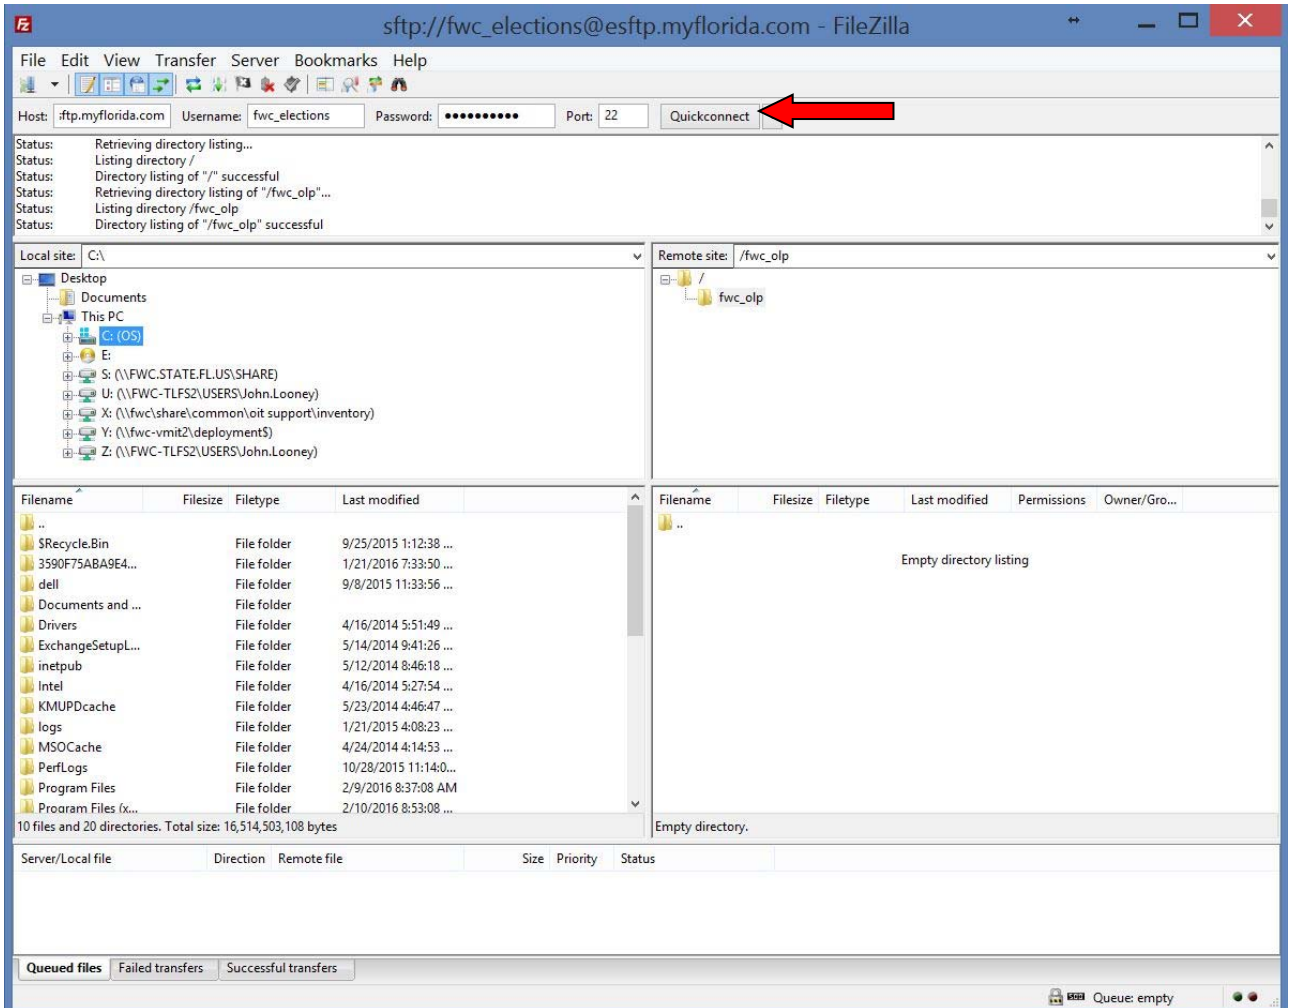 Fz
sftp://fwc_elections@esftp.myflorida.com - FileZilla
File Edit View Transfer Server Bookmarks Help
Host: :ftp.myflorida.com Username: fwc_elections Password: •••••••••• Port: 22 Quickconnect
Status: Retrieving directory listing...
Status: Listing directory /
Status: Directory listing of "/" successful
Status: Retrieving directory listing of "/fwc_olp"...
Status: Listing directory /fwc_olp
Status: Directory listing of "/fwc_olp" successful
Local site: C:\
Desktop
Documents
This PC
C: (OS)
E:
S: (\\FWC.STATE.FL.US\SHARE)
U: (\\FWC-TLFS2\USERS\John.Looney)
X: (\\fwc\share\common\oit support\inventory)
Y: (\\fwc-vmit2\deployment$)
Z: (\\FWC-TLFS2\USERS\John.Looney)
Remote site: /fwc_olp
/
fwc_olp
Filename Filesize Filetype Last modified
..
$Recycle.Bin File folder 9/25/2015 1:12:38 ...
3590F75ABA9E4... File folder 1/21/2016 7:33:50 ...
dell File folder 9/8/2015 11:33:56 ...
Documents and ... File folder
Drivers File folder 4/16/2014 5:51:49 ...
ExchangeSetupL... File folder 5/14/2014 9:41:26 ...
inetpub File folder 5/12/2014 8:46:18 ...
Intel File folder 4/16/2014 5:27:54 ...
KMUPDcache File folder 5/23/2014 4:46:47 ...
logs File folder 1/21/2015 4:08:23 ...
MSOCache File folder 4/24/2014 4:14:53 ...
PerfLogs File folder 10/28/2015 11:14:0...
Program Files File folder 2/9/2016 8:37:08 AM
Program Files (x... File folder 2/10/2016 8:53:08 ...
10 files and 20 directories. Total size: 16,514,503,108 bytes
Filename Filesize Filetype Last modified Permissions Owner/Gro...
..
Empty directory listing
Empty directory.
Server/Local file Direction Remote file Size Priority Status
Queued files Failed transfers Successful transfers
Queue: empty